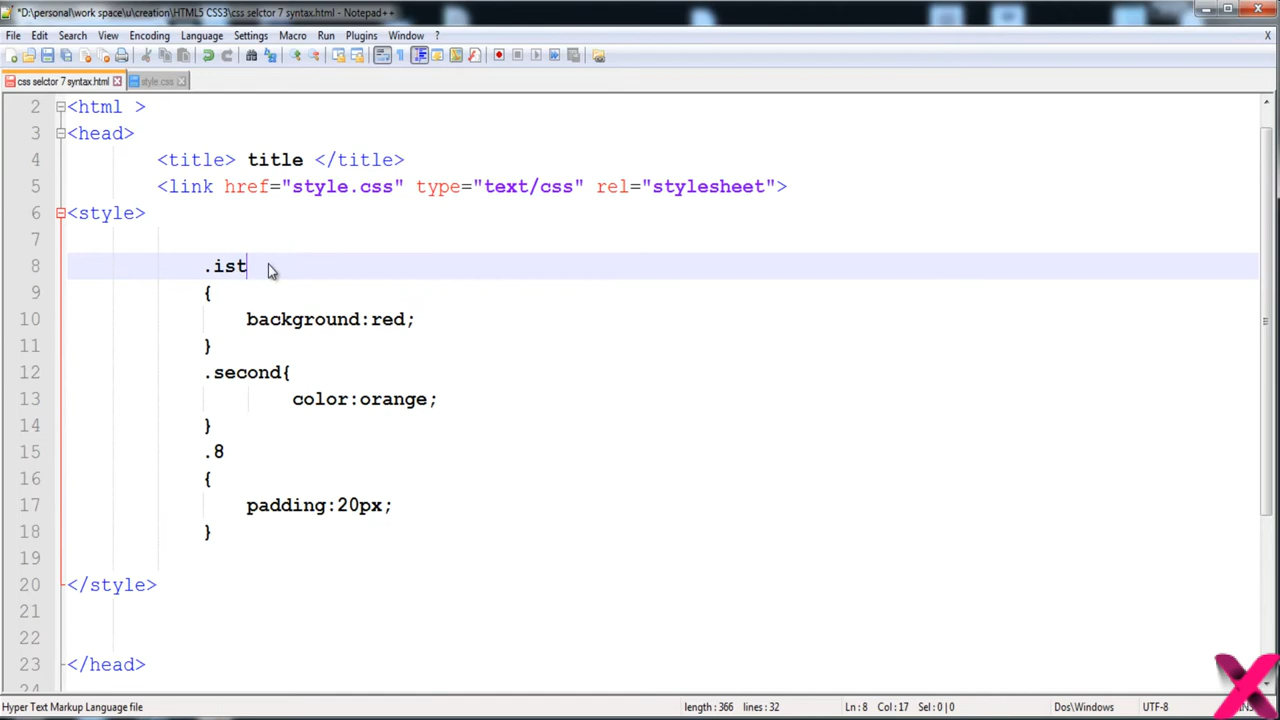 *D:\personal\work space\u\creation\HTML5 CSS3\css selctor 7 syntax.html - Notepad++
File Edit Search View Encoding Language Settings Macro Run Plugins Window ? X
css selctor 7 syntax.html style.css
2 <html >
3 <head>
4 <title> title </title>
5 <link href="style.css" type="text/css" rel="stylesheet">
6 <style>
7
8 .ist
9 {
10 background:red;
11 }
12 .second{
13 color:orange;
14 }
15 .8
16 {
17 padding:20px;
18 }
19
20 </style>
21
22
23 </head>
24
Hyper Text Markup Language file length: 366 lines: 32 Ln: 8 Col: 17 Sel: 0 | 0 Dos\Windows UTF-8